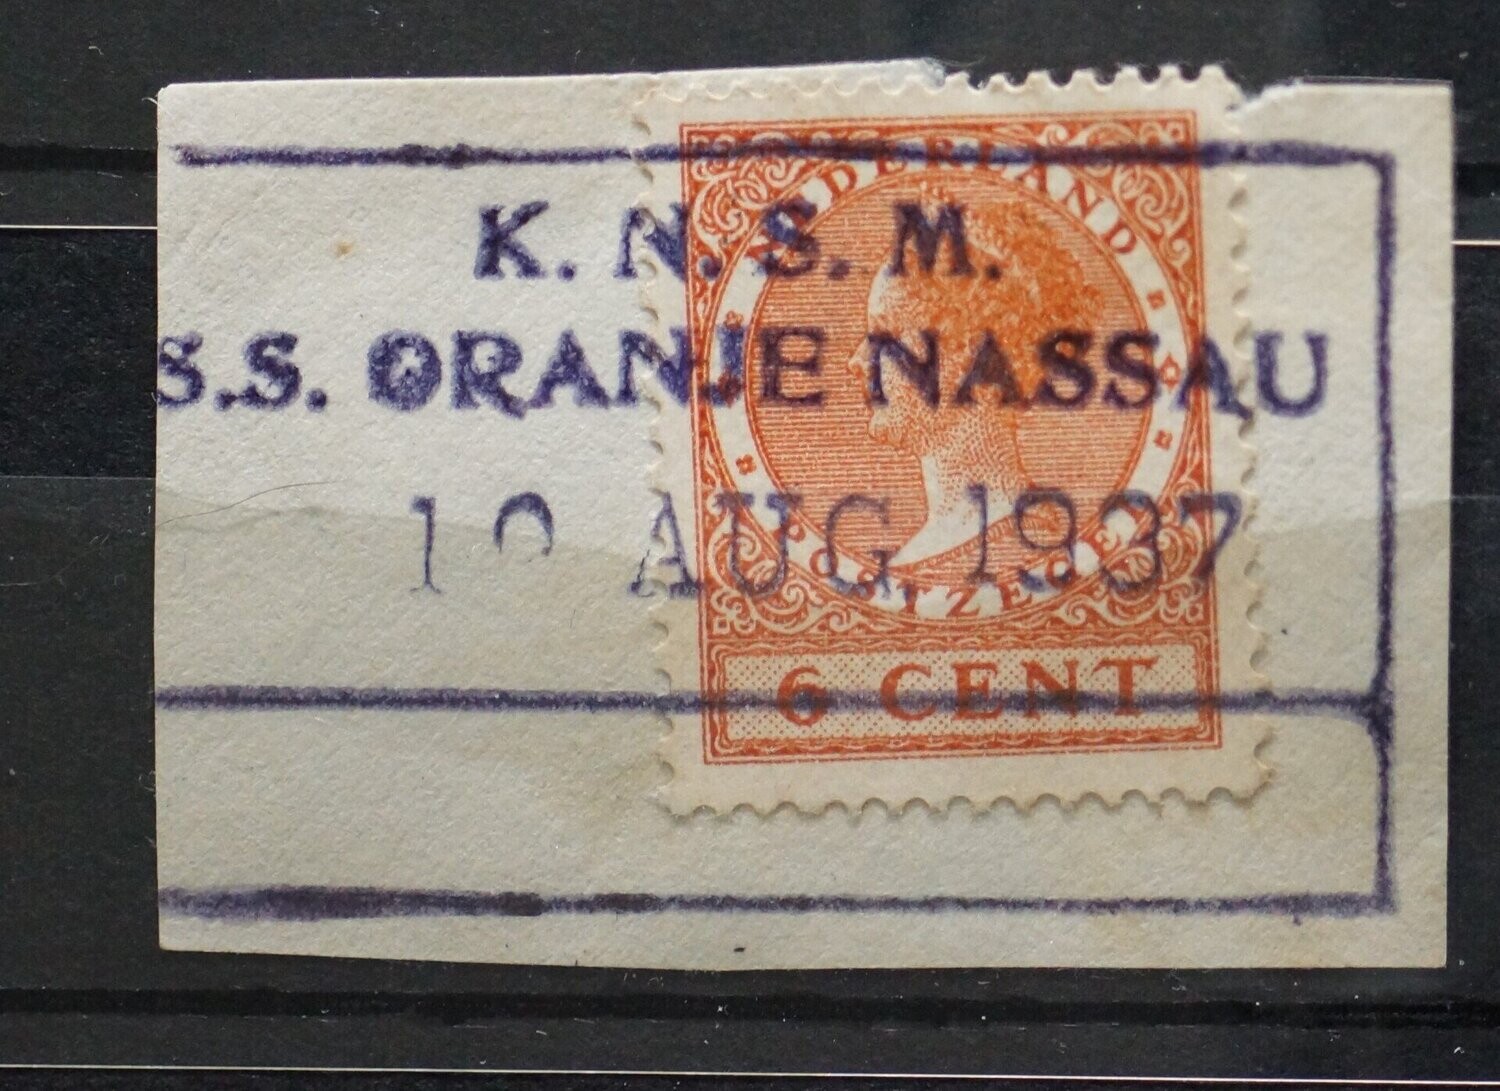 NEDERLAND
K. N. S. M.
S.S. ORANJE NASSAU
AUG. 1937
POSTZEGEL
6 CENT